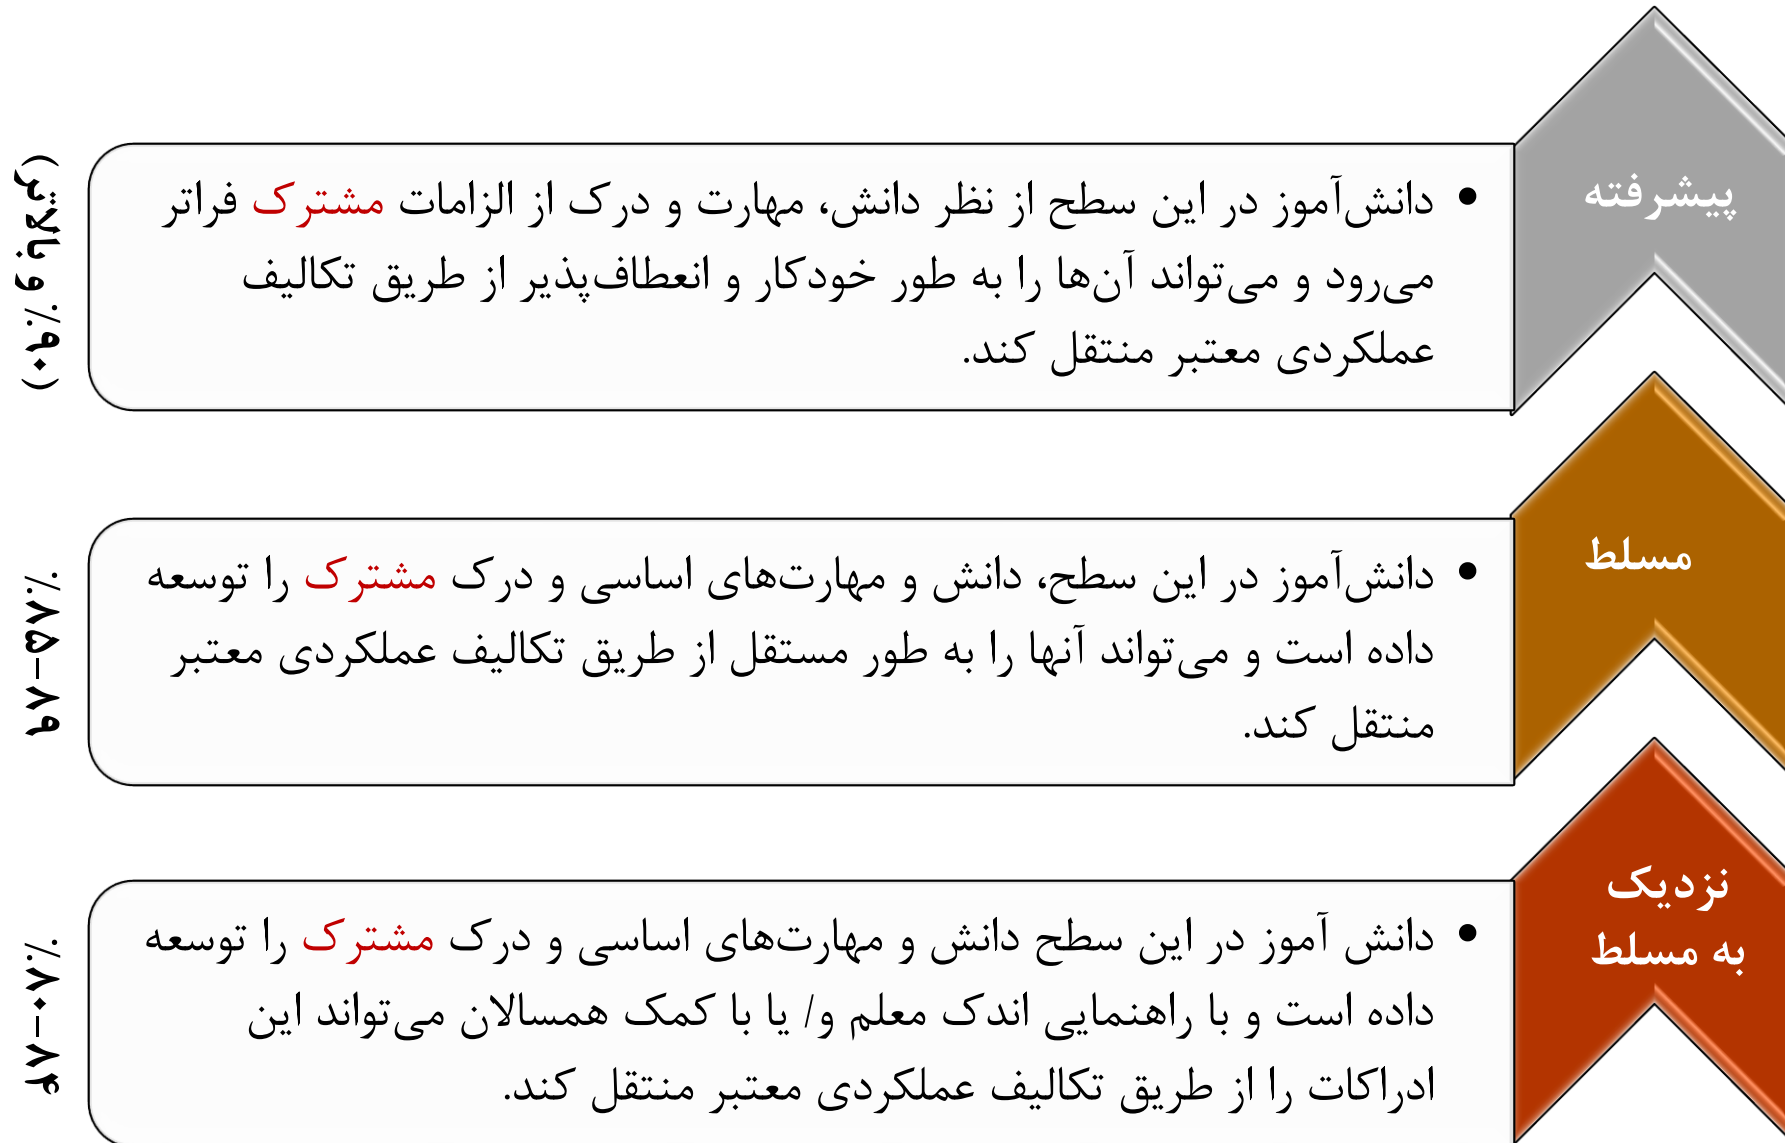 پیشرفته
• دانش‌آموز در این سطح از نظر دانش، مهارت و درک از الزامات مشترک فراتر
می‌رود و می‌تواند آن‌ها را به طور خودکار و انعطاف‌پذیر از طریق تکالیف
عملکردی معتبر منتقل کند.
(۹۰٪ و بالاتر)
مسلط
• دانش‌آموز در این سطح، دانش و مهارت‌های اساسی و درک مشترک را توسعه
داده است و می‌تواند آنها را به طور مستقل از طریق تکالیف عملکردی معتبر
منتقل کند.
٪۸۵-۸۹
نزدیک
به مسلط
• دانش آموز در این سطح دانش و مهارت‌های اساسی و درک مشترک را توسعه
داده است و با راهنمایی اندک معلم و/ یا با کمک همسالان می‌تواند این
ادراکات را از طریق تکالیف عملکردی معتبر منتقل کند.
٪۸۰-۸۴